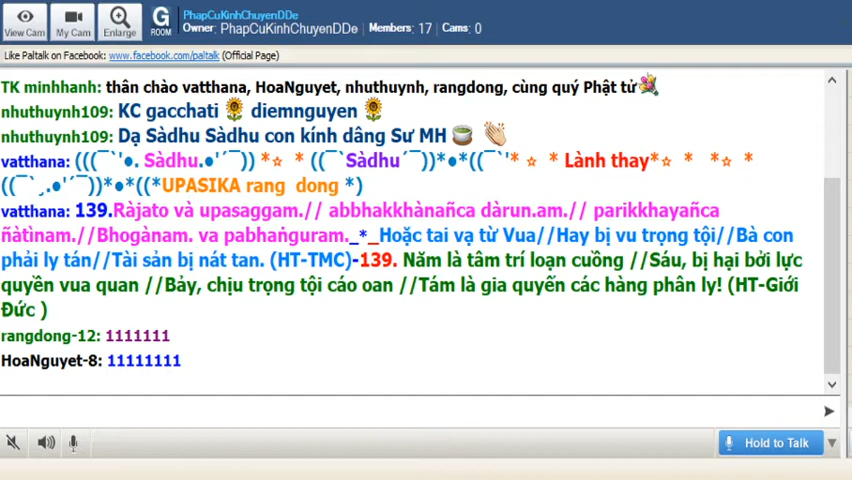 PhapCuKinhChuyenDDe
Owner: PhapCuKinhChuyenDDe , Members: 17 , Cams: 0
View Cam My Cam Enlarge G ROOM
Like Paltalk on Facebook: www.facebook.com/paltalk (Official Page)
TK minhhanh: thân chào vatthana, HoaNguyet, nhuthuynh, rangdong, cùng quý Phật tử
nhuthuynh109: KC gacchati diemnguyen
nhuthuynh109: Dạ Sàdhu Sàdhu con kính dâng Sư MH
vatthana: (((¯`'•. Sàdhu.•'´¯)) *☆ * ((¯`Sàdhu´¯))*•*((¯`'* ☆ * Lành thay*☆ * *☆ *
((¯`¸.•'´¯))*•*((*UPASIKA rang dong *)
vatthana: 139.Ràjato và upasaggam.// abbhakkhànañca dàrun.am.// parikkhayañca
ñàtìnam.//Bhogànam. va pabhaṅguram._*_Hoặc tai vạ từ Vua//Hay bị vu trọng tội//Bà con
phải ly tán//Tài sản bị nát tan. (HT-TMC)-139. Năm là tâm trí loạn cuồng //Sáu, bị hại bởi lực
quyền vua quan //Bảy, chịu trọng tội cáo oan //Tám là gia quyến các hàng phân ly! (HT-Giới
Đức )
rangdong-12: 1111111
HoaNguyet-8: 11111111
Hold to Talk